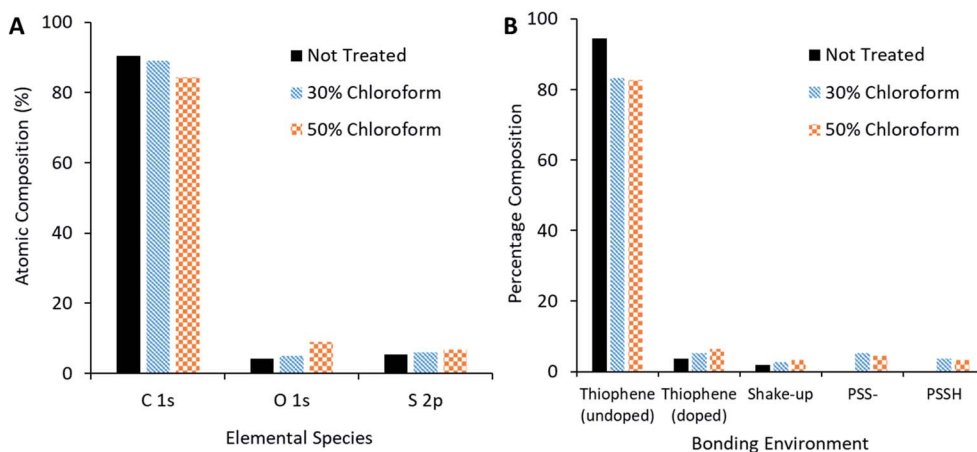 A
Atomic Composition (%)
100
80
60
40
20
0
Not Treated
30% Chloroform
50% Chloroform
C 1s
O 1s
S 2p
Elemental Species
B
Percentage Composition
100
80
60
40
20
0
Not Treated
30% Chloroform
50% Chloroform
Thiophene
(undoped)
Thiophene
(doped)
Shake-up
PSS-
PSSH
Bonding Environment